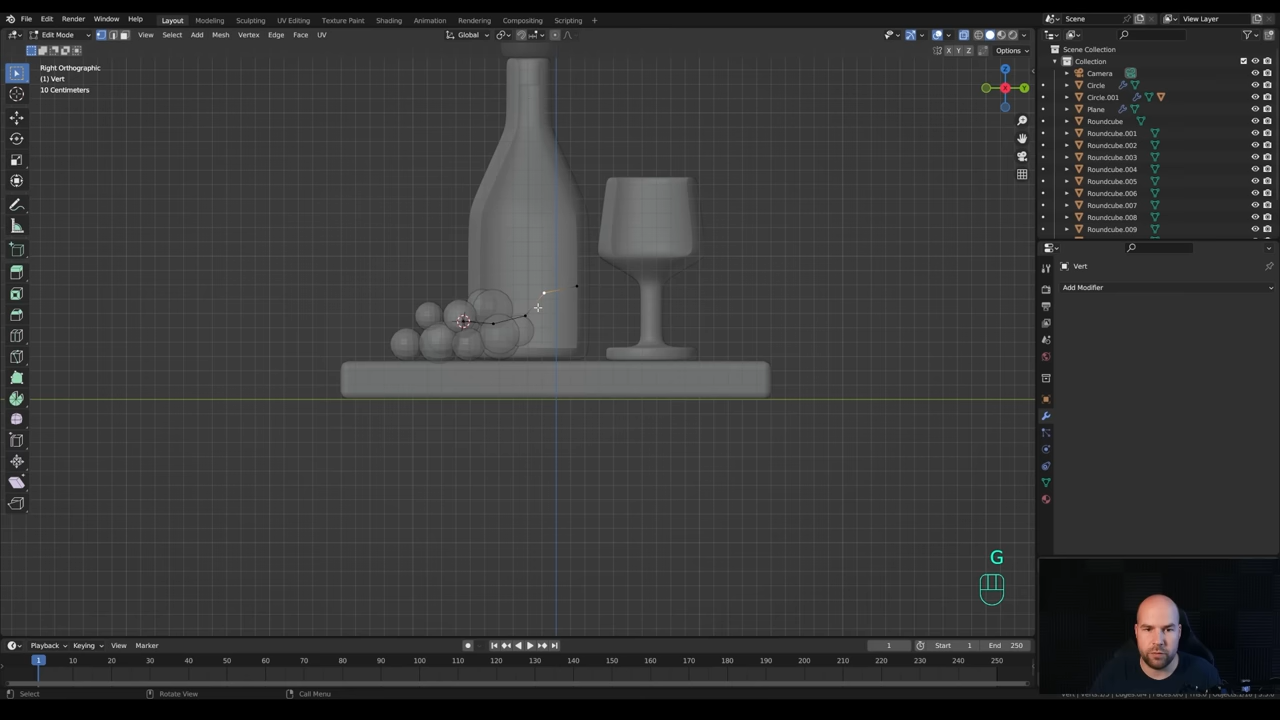 File Edit Render Window Help Layout Modeling Sculpting UV Editing Texture Paint Shading Animation Rendering Compositing Scripting + Scene View Layer
Edit Mode View Select Add Mesh Vertex Edge Face UV Global
X Y Z Options
Right Orthographic
(1) Vert
10 Centimeters
Z
Y
X
Scene Collection
Collection
Camera
Circle
Circle.001
Plane
Roundcube
Roundcube.001
Roundcube.002
Roundcube.003
Roundcube.004
Roundcube.005
Roundcube.006
Roundcube.007
Roundcube.008
Roundcube.009
Vert
Add Modifier
G
Playback Keying View Marker 1 Start 1 End 250
1 10 20 30 40 50 60 70 80 90 100 110 120 130 140 150 160 170 180 190 200 210 220 230 240 250
Select Rotate View Call Menu